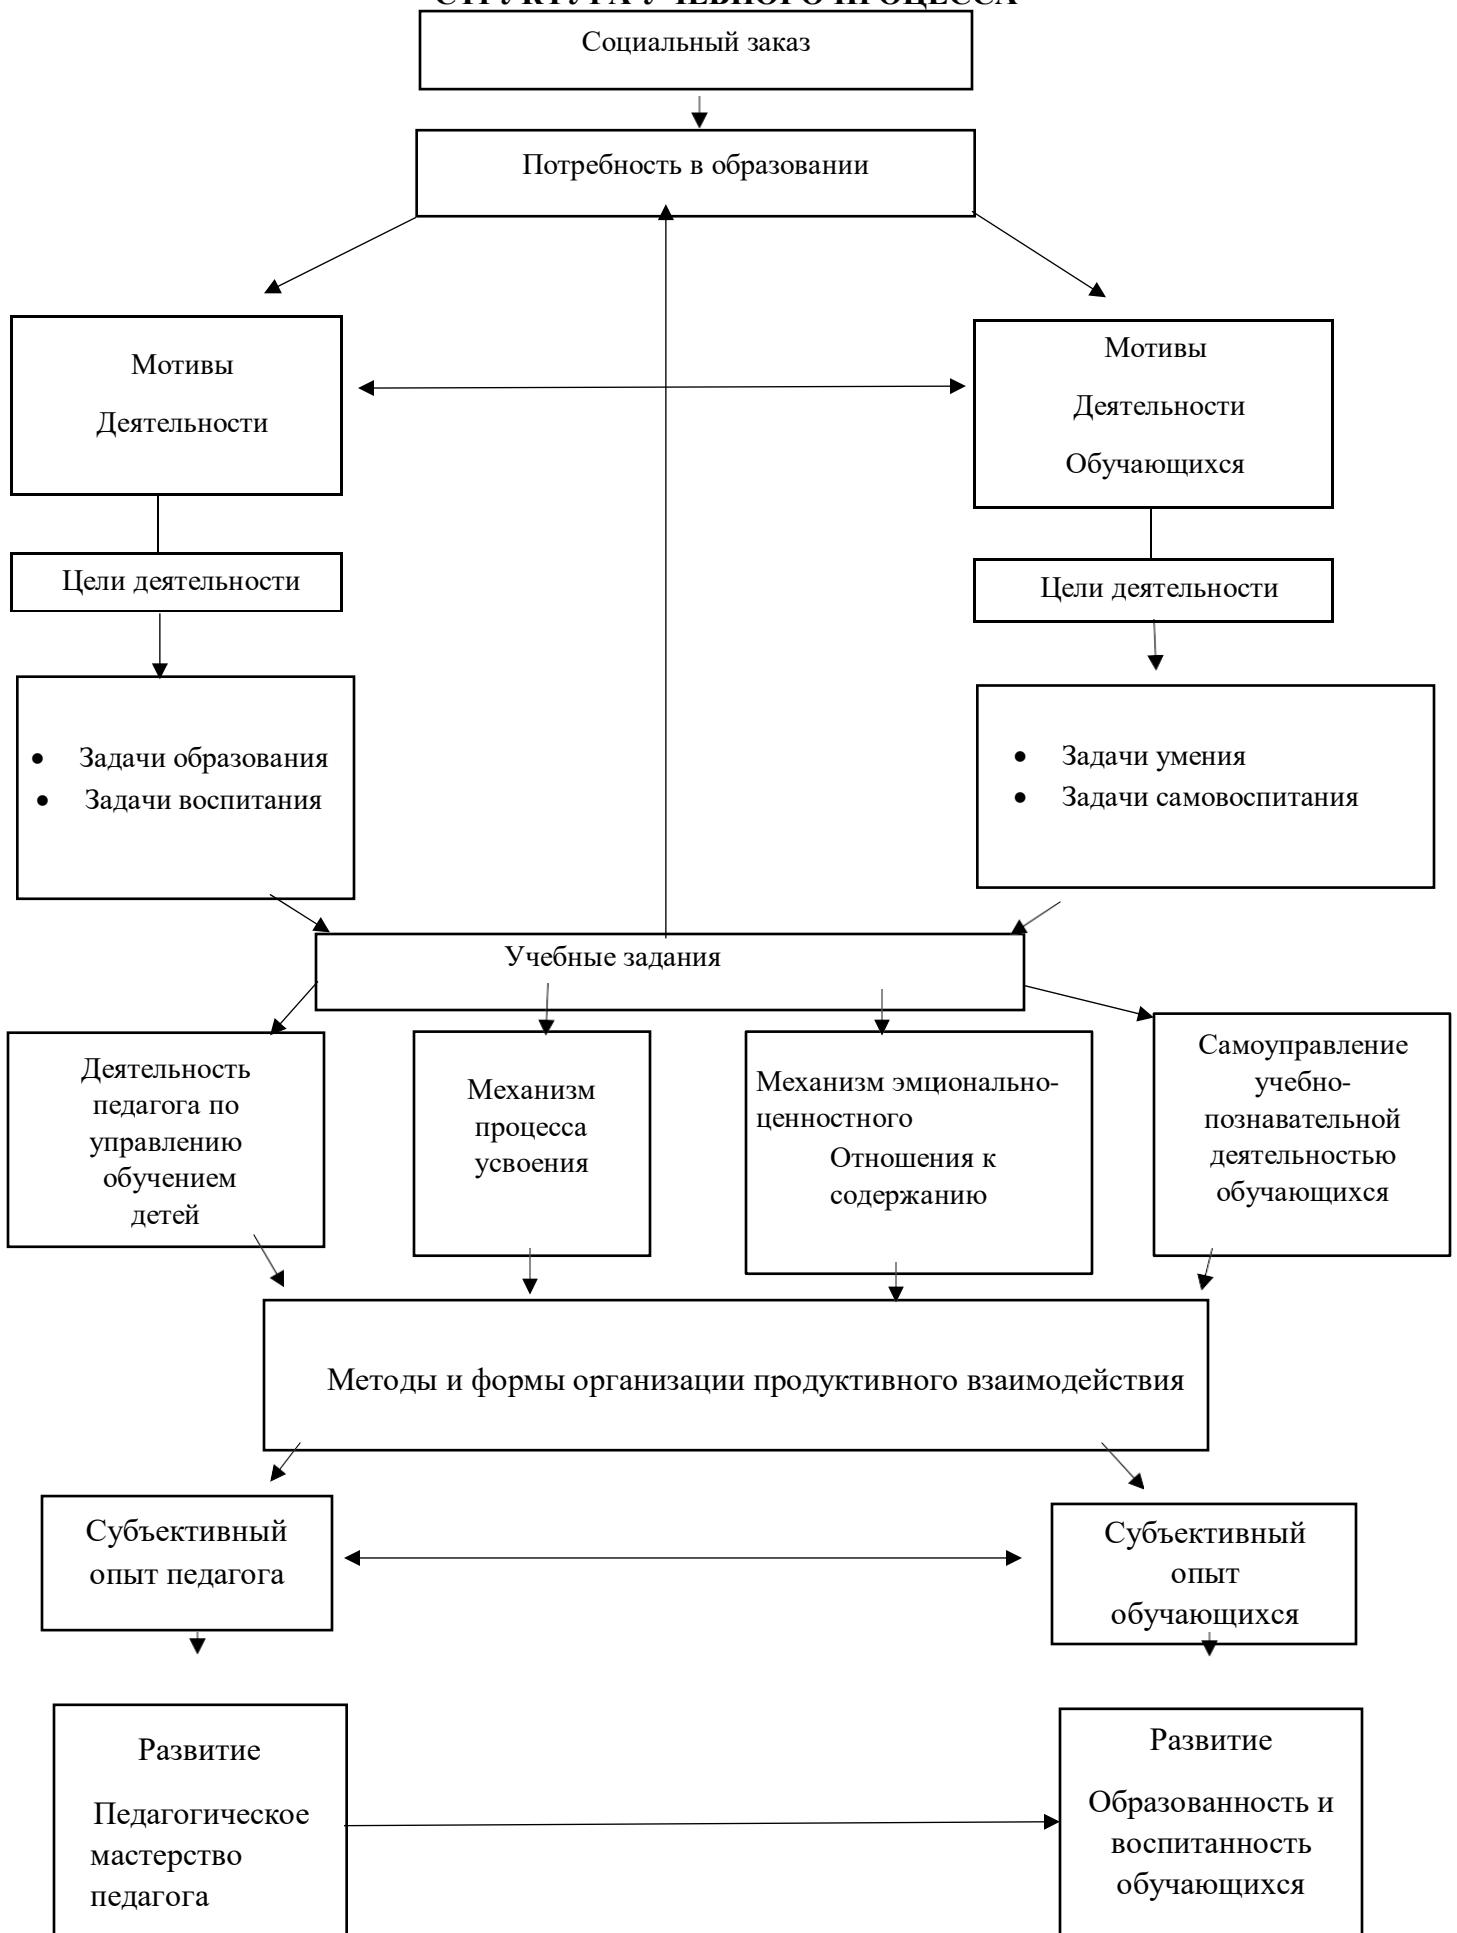 СТРУКТУРА УЧЕБНОГО ПРОЦЕССА
Социальный заказ
Потребность в образовании
Мотивы
Деятельности
Мотивы
Деятельности
Обучающихся
Цели деятельности
Цели деятельности
• Задачи образования
• Задачи воспитания
• Задачи умения
• Задачи самовоспитания
Учебные задания
Деятельность
педагога по
управлению
обучением
детей
Механизм
процесса
усвоения
Механизм эмционально-
ценностного
Отношения к
содержанию
Самоуправление
учебно-
познавательной
деятельностью
обучающихся
Методы и формы организации продуктивного взаимодействия
Субъективный
опыт педагога
Субъективный
опыт
обучающихся
Развитие
Педагогическое
мастерство
педагога
Развитие
Образованность и
воспитанность
обучающихся